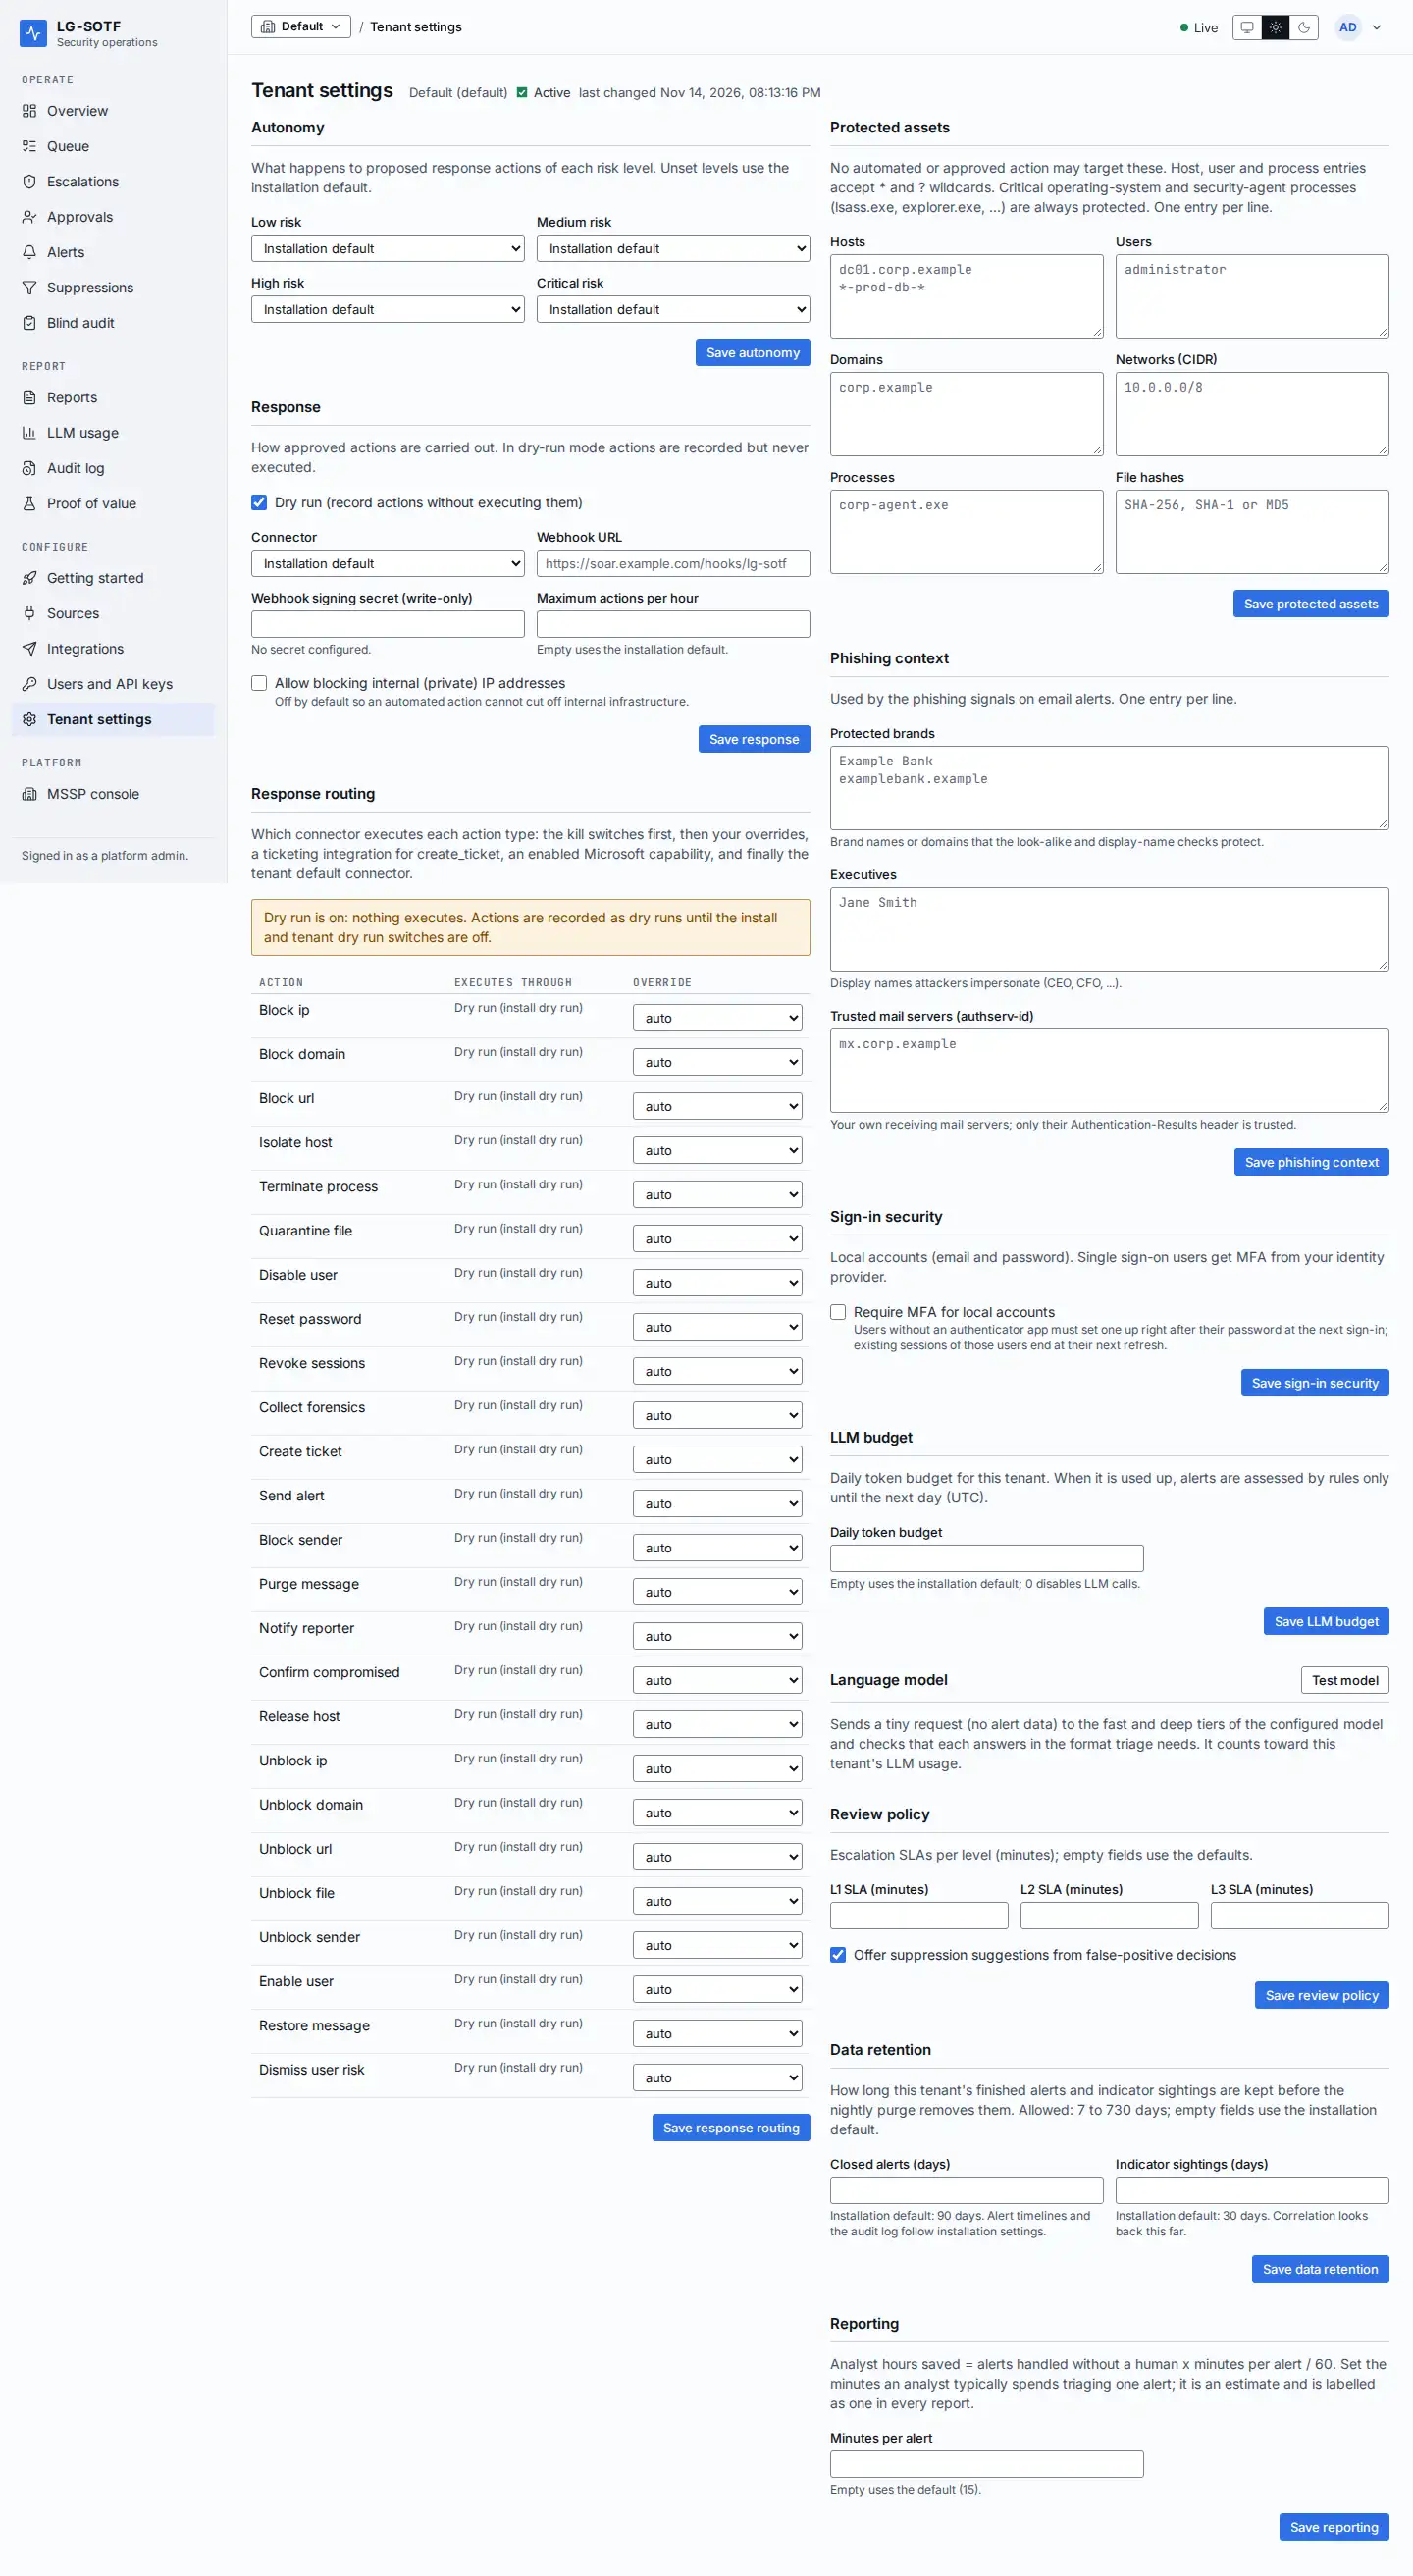 LG-SOTF
Security operations
OPERATE
Overview
Queue
Escalations
Approvals
Alerts
Suppressions
Blind audit
REPORT
Reports
LLM usage
Audit log
Proof of value
CONFIGURE
Getting started
Sources
Integrations
Users and API keys
Tenant settings
PLATFORM
MSSP console
Signed in as a platform admin.
Default / Tenant settings
Live
AD
Tenant settings Default (default) Active last changed Nov 14, 2026, 08:13:16 PM
Autonomy
What happens to proposed response actions of each risk level. Unset levels use the
installation default.
Low risk Medium risk
Installation default Installation default
High risk Critical risk
Installation default Installation default
Save autonomy
Response
How approved actions are carried out. In dry-run mode actions are recorded but never
executed.
Dry run (record actions without executing them)
Connector Webhook URL
Installation default https://soar.example.com/hooks/lg-sotf
Webhook signing secret (write-only) Maximum actions per hour
No secret configured. Empty uses the installation default.
Allow blocking internal (private) IP addresses
Off by default so an automated action cannot cut off internal infrastructure.
Save response
Response routing
Which connector executes each action type: the kill switches first, then your overrides,
a ticketing integration for create_ticket, an enabled Microsoft capability, and finally the
tenant default connector.
Dry run is on: nothing executes. Actions are recorded as dry runs until the install
and tenant dry run switches are off.
ACTION EXECUTES THROUGH OVERRIDE
Block ip Dry run (install dry run) auto
Block domain Dry run (install dry run) auto
Block url Dry run (install dry run) auto
Isolate host Dry run (install dry run) auto
Terminate process Dry run (install dry run) auto
Quarantine file Dry run (install dry run) auto
Disable user Dry run (install dry run) auto
Reset password Dry run (install dry run) auto
Revoke sessions Dry run (install dry run) auto
Collect forensics Dry run (install dry run) auto
Create ticket Dry run (install dry run) auto
Send alert Dry run (install dry run) auto
Block sender Dry run (install dry run) auto
Purge message Dry run (install dry run) auto
Notify reporter Dry run (install dry run) auto
Confirm compromised Dry run (install dry run) auto
Release host Dry run (install dry run) auto
Unblock ip Dry run (install dry run) auto
Unblock domain Dry run (install dry run) auto
Unblock url Dry run (install dry run) auto
Unblock file Dry run (install dry run) auto
Unblock sender Dry run (install dry run) auto
Enable user Dry run (install dry run) auto
Restore message Dry run (install dry run) auto
Dismiss user risk Dry run (install dry run) auto
Save response routing
Protected assets
No automated or approved action may target these. Host, user and process entries
accept * and ? wildcards. Critical operating-system and security-agent processes
(lsass.exe, explorer.exe, ...) are always protected. One entry per line.
Hosts Users
dc01.corp.example administrator
*-prod-db-*
Domains Networks (CIDR)
corp.example 10.0.0.0/8
Processes File hashes
corp-agent.exe SHA-256, SHA-1 or MD5
Save protected assets
Phishing context
Used by the phishing signals on email alerts. One entry per line.
Protected brands
Example Bank
examplebank.example
Brand names or domains that the look-alike and display-name checks protect.
Executives
Jane Smith
Display names attackers impersonate (CEO, CFO, ...).
Trusted mail servers (authserv-id)
mx.corp.example
Your own receiving mail servers; only their Authentication-Results header is trusted.
Save phishing context
Sign-in security
Local accounts (email and password). Single sign-on users get MFA from your identity
provider.
Require MFA for local accounts
Users without an authenticator app must set one up right after their password at the next sign-in;
existing sessions of those users end at their next refresh.
Save sign-in security
LLM budget
Daily token budget for this tenant. When it is used up, alerts are assessed by rules only
until the next day (UTC).
Daily token budget
Empty uses the installation default; 0 disables LLM calls.
Save LLM budget
Language model Test model
Sends a tiny request (no alert data) to the fast and deep tiers of the configured model
and checks that each answers in the format triage needs. It counts toward this
tenant's LLM usage.
Review policy
Escalation SLAs per level (minutes); empty fields use the defaults.
L1 SLA (minutes) L2 SLA (minutes) L3 SLA (minutes)
Offer suppression suggestions from false-positive decisions
Save review policy
Data retention
How long this tenant's finished alerts and indicator sightings are kept before the
nightly purge removes them. Allowed: 7 to 730 days; empty fields use the installation
default.
Closed alerts (days) Indicator sightings (days)
Installation default: 90 days. Alert timelines and Installation default: 30 days. Correlation looks
the audit log follow installation settings. back this far.
Save data retention
Reporting
Analyst hours saved = alerts handled without a human x minutes per alert / 60. Set the
minutes an analyst typically spends triaging one alert; it is an estimate and is labelled
as one in every report.
Minutes per alert
Empty uses the default (15).
Save reporting